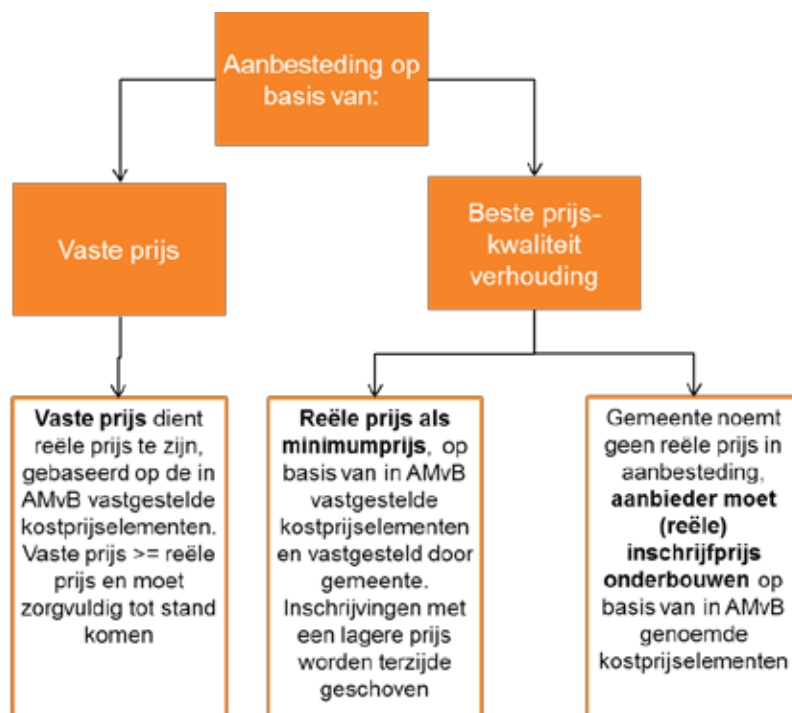 Aanbesteding op
basis van:
Vaste prijs
Beste prijs-
kwaliteit
verhouding
Vaste prijs dient
reële prijs te zijn,
gebaseerd op de in
AMvB vastgestelde
kostprijselementen.
Vaste prijs >= reële
prijs en moet
zorgvuldig tot stand
komen
Reële prijs als
minimumprijs, op
basis van in AMvB
vastgestelde
kostprijselementen
en vastgesteld door
gemeente.
Inschrijvingen met
een lagere prijs
worden terzijde
geschoven
Gemeente noemt
geen reële prijs in
aanbesteding,
aanbieder moet
(reële)
inschrijfprijs
onderbouwen op
basis van in AMvB
genoemde
kostprijselementen